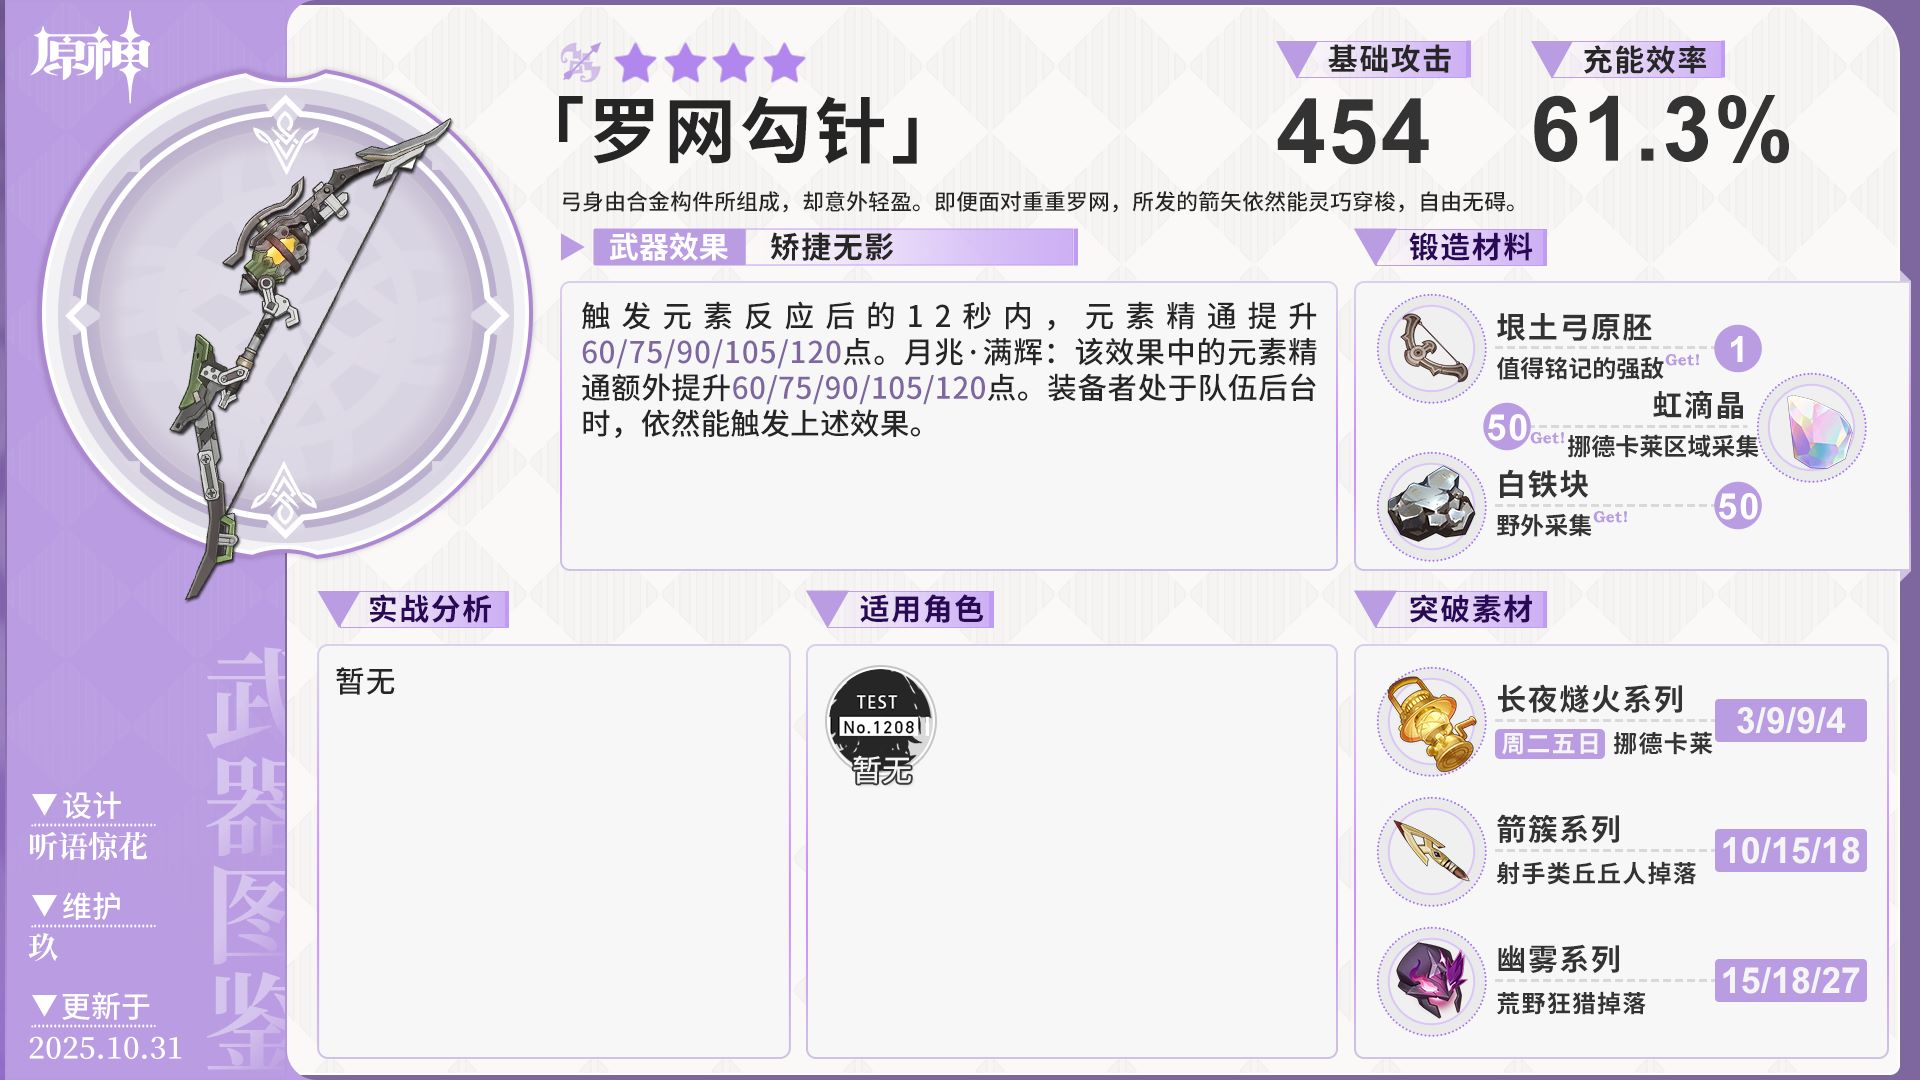 原神
「罗网勾针」
基础攻击
454
充能效率
61.3%
弓身由合金构件所组成，却意外轻盈。即便面对重重罗网，所发的箭矢依然能灵巧穿梭，自由无碍。
武器效果 矫捷无影
触发元素反应后的12秒内，元素精通提升
60/75/90/105/120点。月兆·满辉：该效果中的元素精
通额外提升60/75/90/105/120点。装备者处于队伍后台
时，依然能触发上述效果。
锻造材料
垠土弓原胚
值得铭记的强敌Get!
1
虹滴晶
50
Get!挪德卡莱区域采集
白铁块
野外采集Get!
50
实战分析
暂无
适用角色
TEST
No.1208
暂无
突破素材
长夜燧火系列
周二五日 挪德卡莱
3/9/9/4
箭簇系列
射手类丘丘人掉落
10/15/18
幽雾系列
荒野狂猎掉落
15/18/27
武器图鉴
▼设计
听语惊花
▼维护
玖
▼更新于
2025.10.31